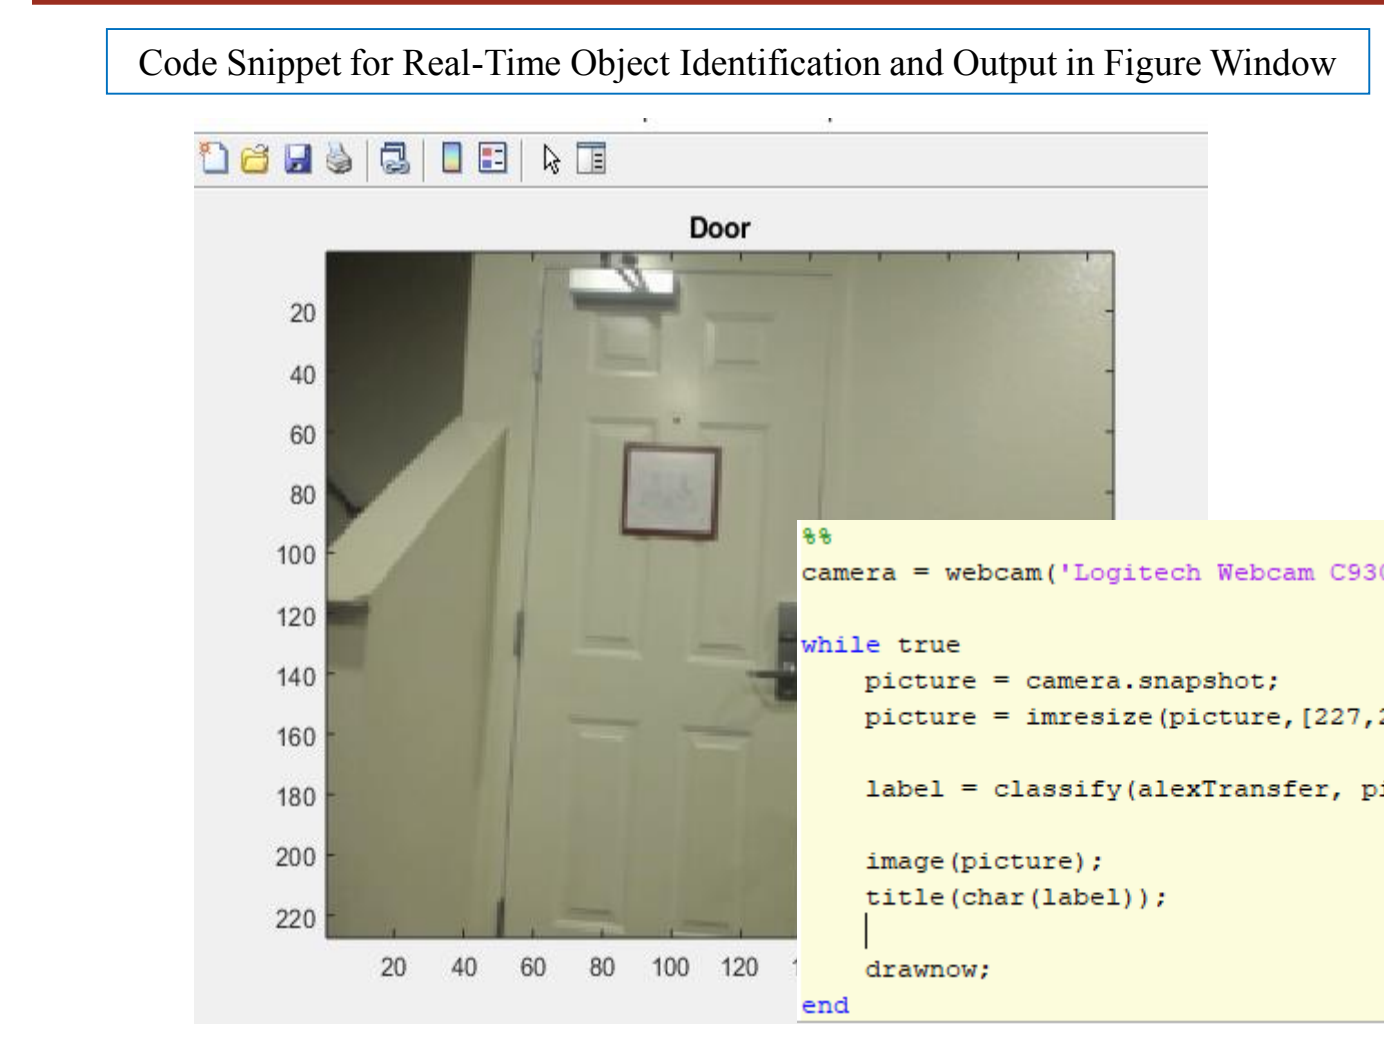 Code Snippet for Real-Time Object Identification and Output in Figure Window
Door
20
40
60
80
100
120
140
160
180
200
220
20 40 60 80 100 120
%%
camera = webcam('Logitech Webcam C930
while true
picture = camera.snapshot;
picture = imresize(picture,[227,2
label = classify(alexTransfer, pi
image(picture);
title(char(label));
drawnow;
end